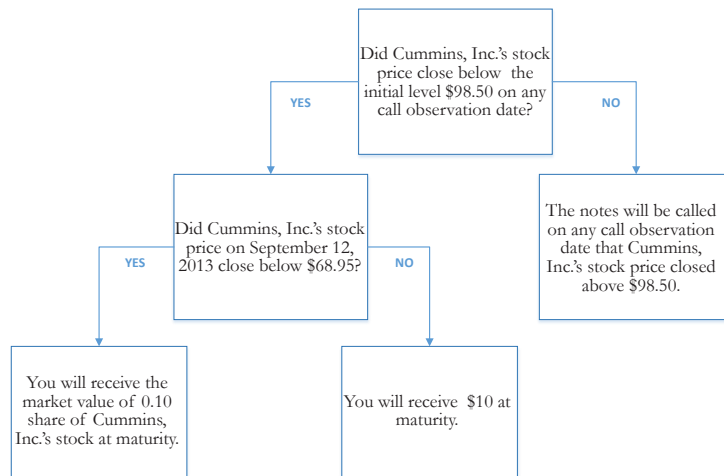 Did Cummins, Inc.'s stock
price close below the
initial level $98.50 on any
call observation date?
YES
NO
Did Cummins, Inc.'s stock
price on September 12,
2013 close below $68.95?
The notes will be called
on any call observation
date that Cummins,
Inc.'s stock price closed
above $98.50.
YES
NO
You will receive the
market value of 0.10
share of Cummins,
Inc.'s stock at maturity.
You will receive $10 at
maturity.